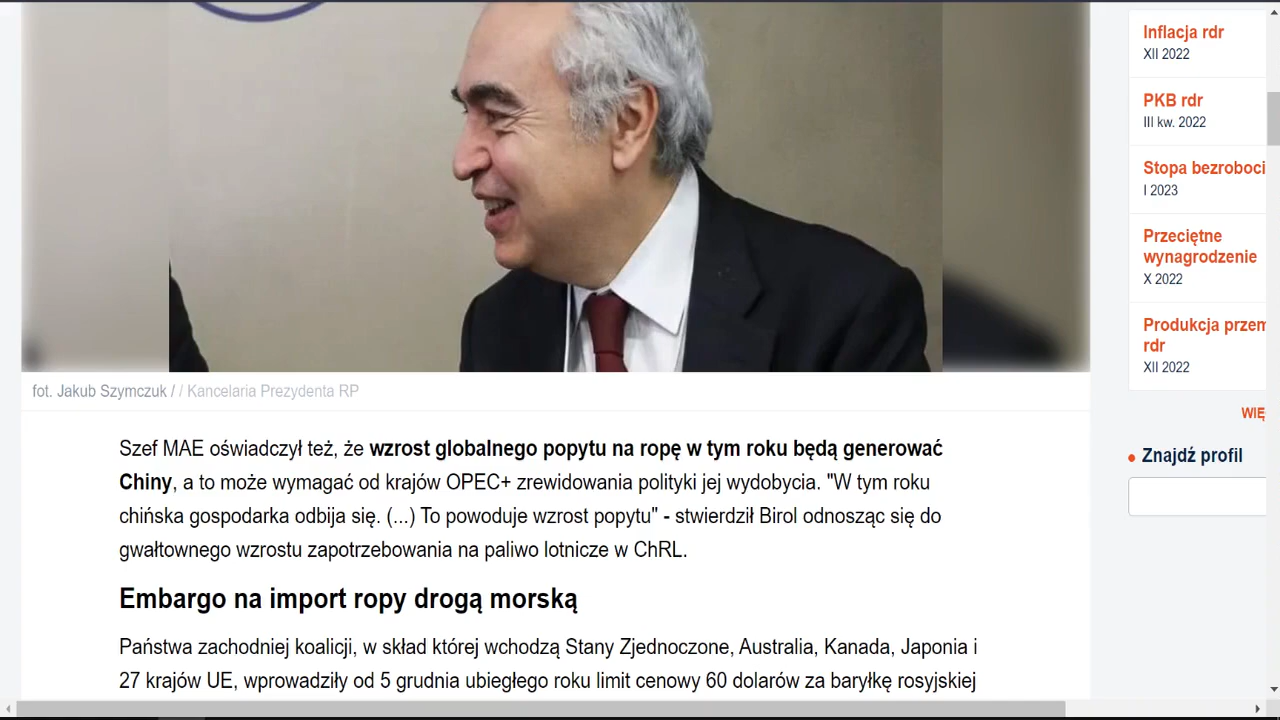 fot. Jakub Szymczuk / / Kancelaria Prezydenta RP
Szef MAE oświadczył też, że wzrost globalnego popytu na ropę w tym roku będą generować
Chiny, a to może wymagać od krajów OPEC+ zrewidowania polityki jej wydobycia. "W tym roku
chińska gospodarka odbija się. (...) To powoduje wzrost popytu" - stwierdził Birol odnosząc się do
gwałtownego wzrostu zapotrzebowania na paliwo lotnicze w ChRL.
Embargo na import ropy drogą morską
Państwa zachodniej koalicji, w skład której wchodzą Stany Zjednoczone, Australia, Kanada, Japonia i
27 krajów UE, wprowadziły od 5 grudnia ubiegłego roku limit cenowy 60 dolarów za baryłkę rosyjskiej
Inflacja rdr
XII 2022
PKB rdr
III kw. 2022
Stopa bezroboci
I 2023
Przeciętne
wynagrodzenie
X 2022
Produkcja przem
rdr
XII 2022
WIĘ
Znajdź profil